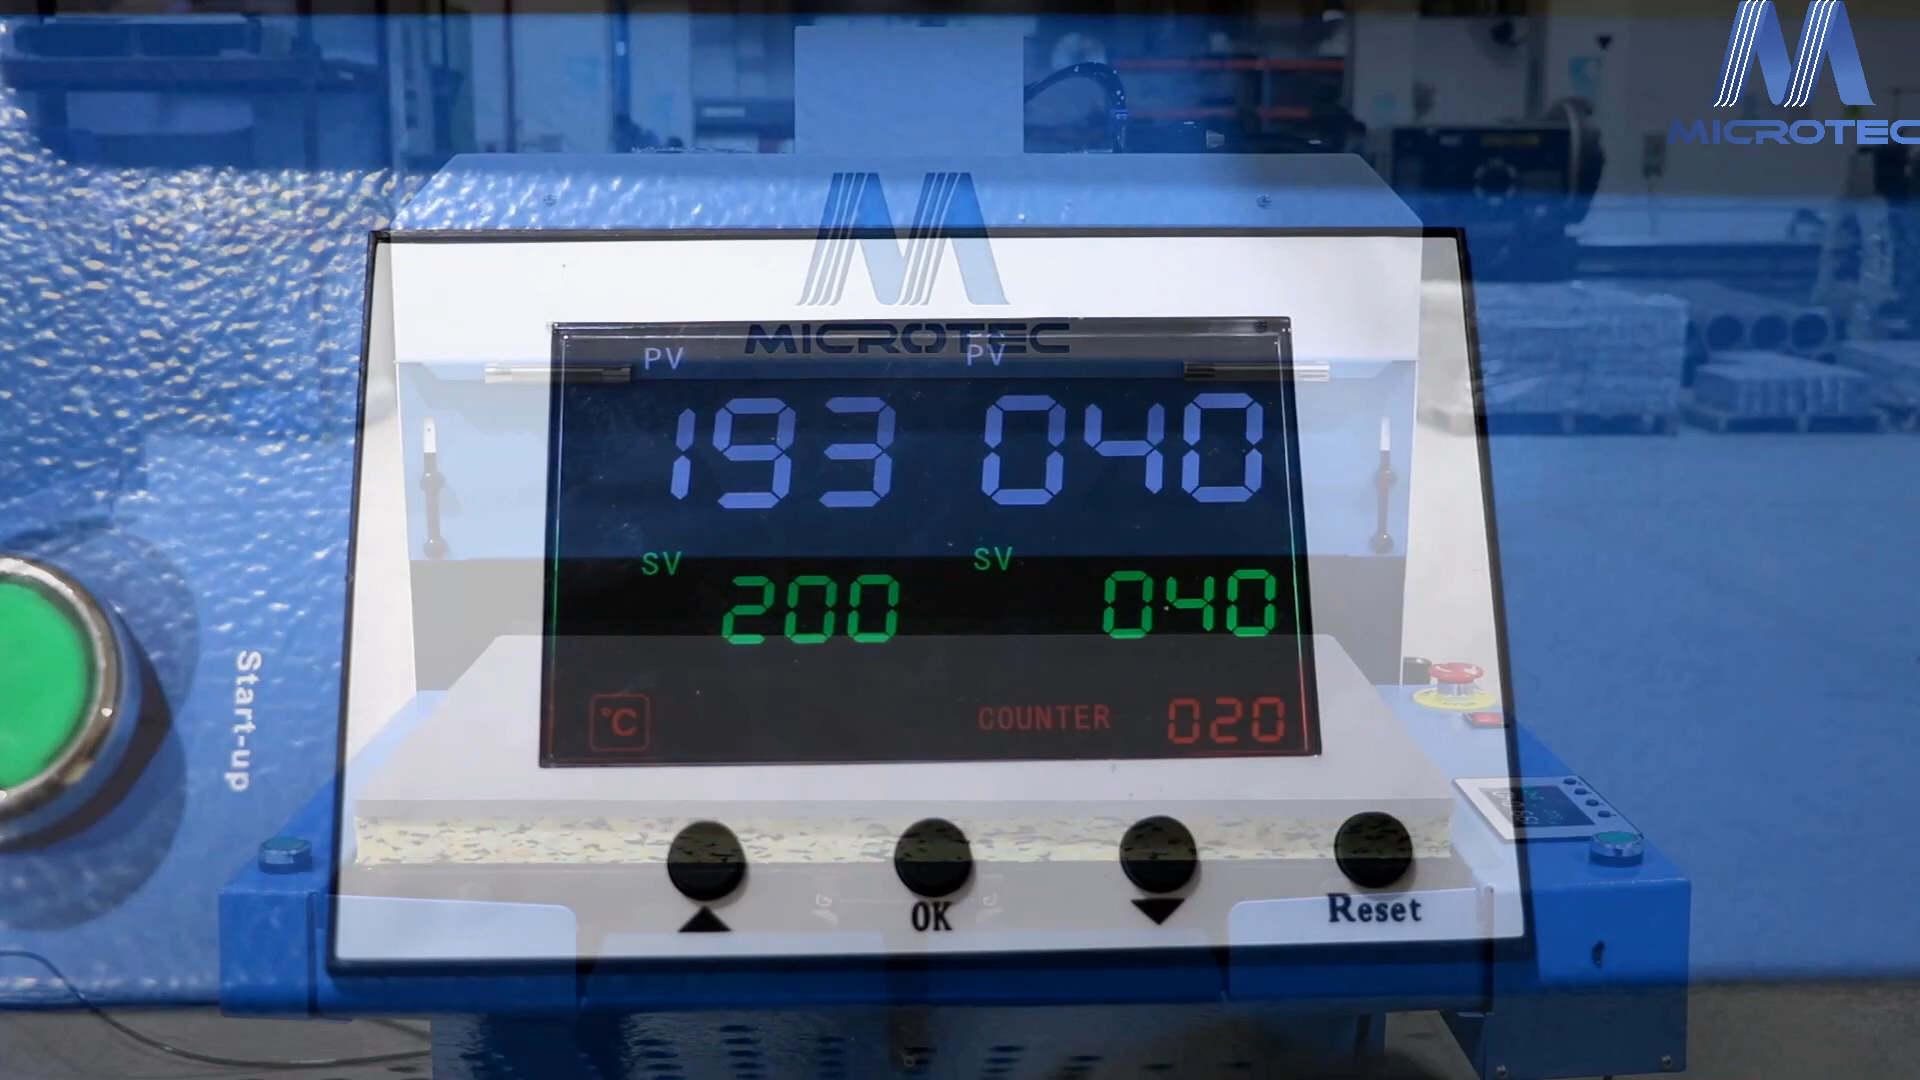 MICROTEC
MICROTEC
PV PV
193 040
SV SV
200 040
°C COUNTER 020
Start-up
OK Reset